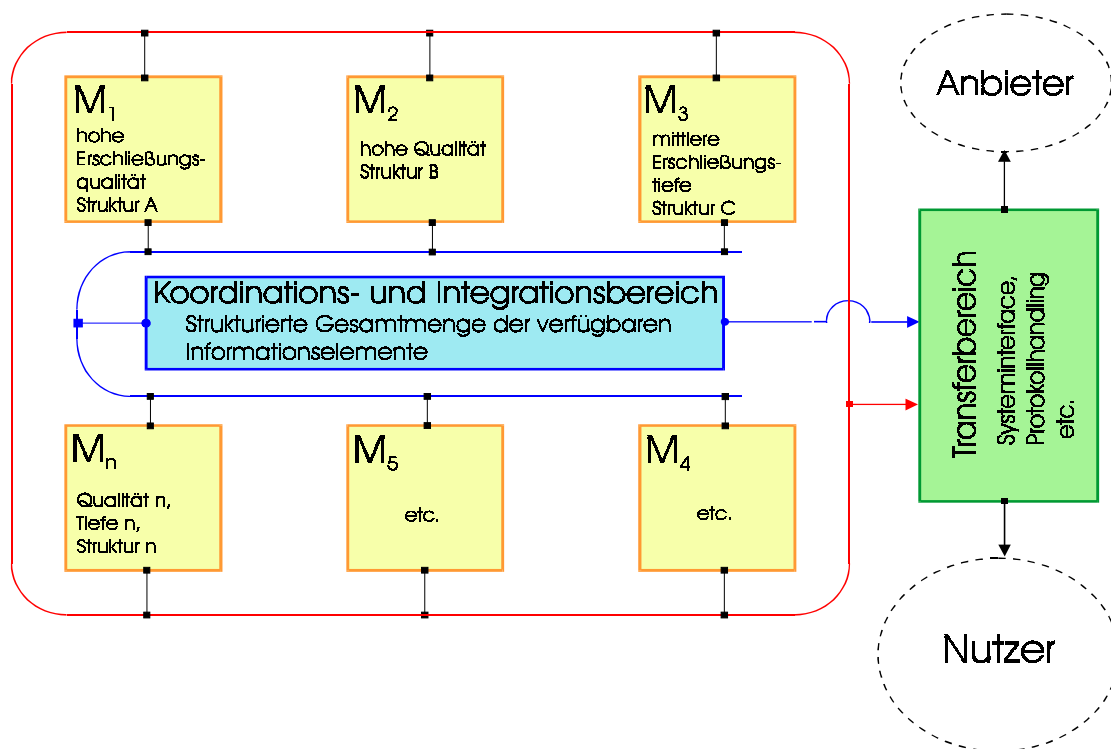 M1
hohe
Erschließungs-
qualität
Struktur A
M2
hohe Qualität
Struktur B
M3
mittlere
Erschließungs-
tiefe
Struktur C
Anbieter
Koordinations- und Integrationsbereich
Strukturierte Gesamtmenge der verfügbaren
Informationselemente
Transferbereich
Systeminterface,
Protokollhandling
etc.
Mn
Qualität n,
Tiefe n,
Struktur n
M5
etc.
M4
etc.
Nutzer